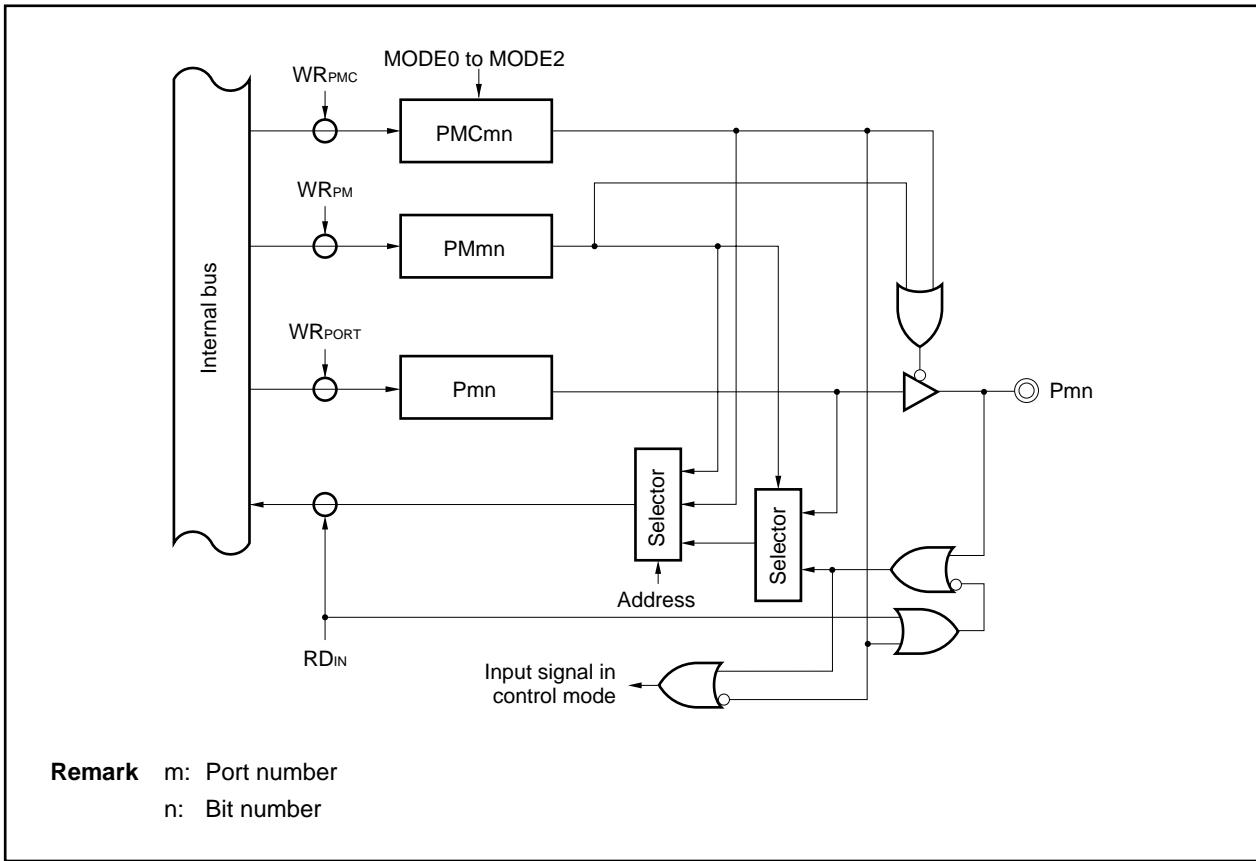 MODE0 to MODE2
WRPMC
PMCmn
WRPM
PMmn
Internal bus
WRPORT
Pmn
Pmn
Selector
Selector
Address
RDIN
Input signal in
control mode
Remark m: Port number
n: Bit number